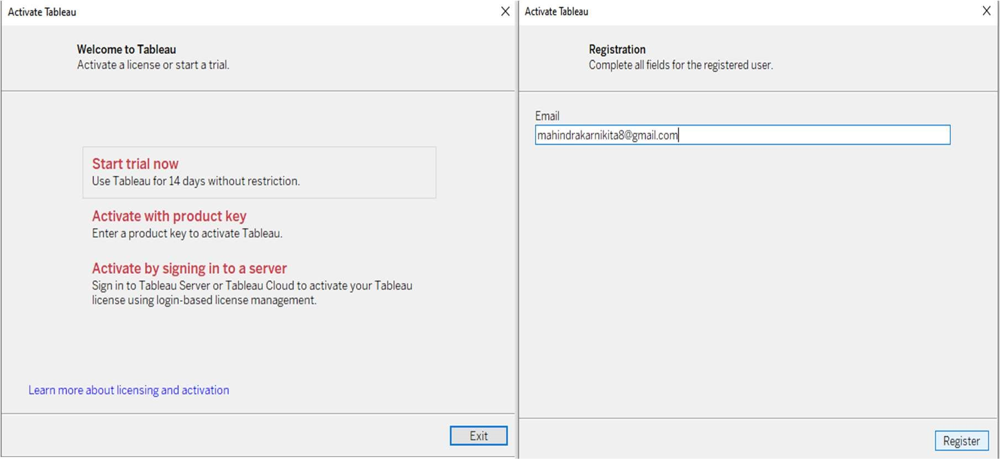 Activate Tableau
Welcome to Tableau
Activate a license or start a trial.
Start trial now
Use Tableau for 14 days without restriction.
Activate with product key
Enter a product key to activate Tableau.
Activate by signing in to a server
Sign in to Tableau Server or Tableau Cloud to activate your Tableau
license using login-based license management.
Learn more about licensing and activation
Exit
Activate Tableau
Registration
Complete all fields for the registered user.
Email
mahindrakarnikita8@gmail.com
Register